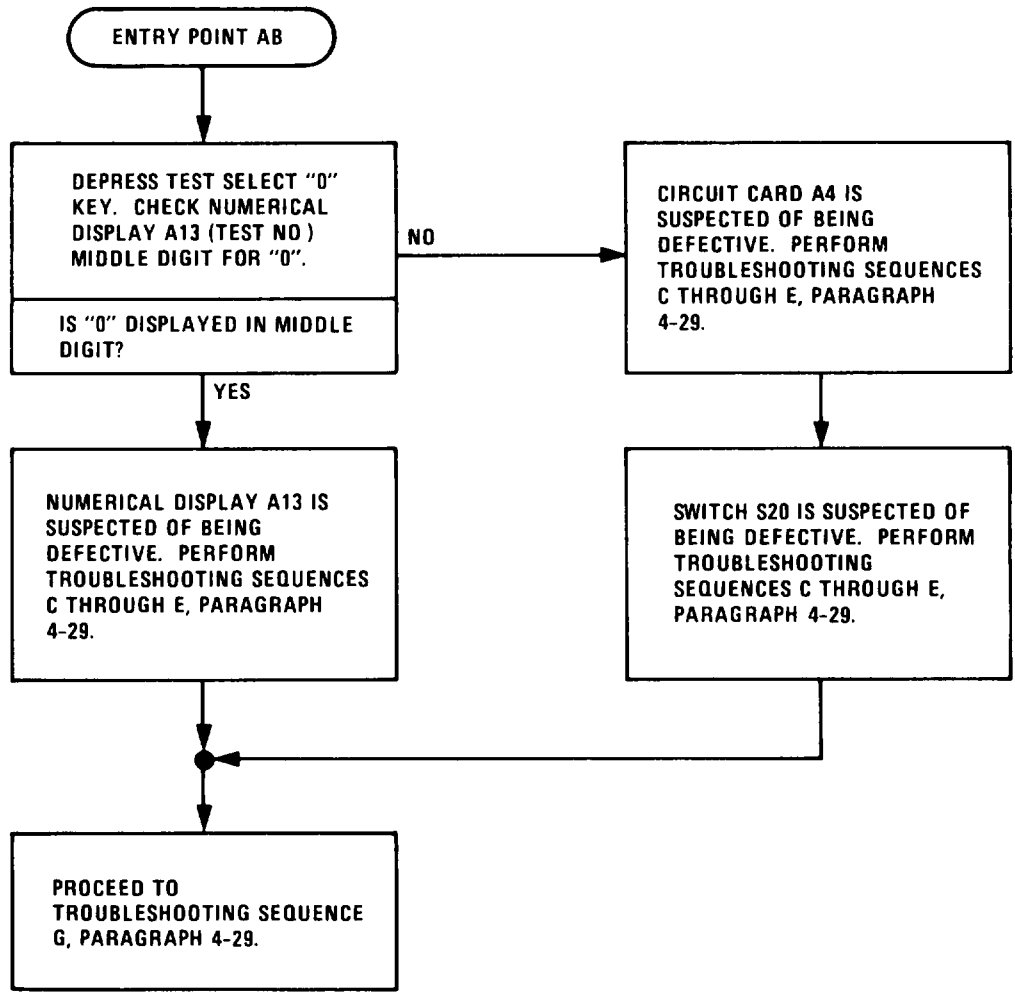 ENTRY POINT AB
DEPRESS TEST SELECT "0"
KEY. CHECK NUMERICAL
DISPLAY A13 (TEST NO)
MIDDLE DIGIT FOR "0".
IS "0" DISPLAYED IN MIDDLE
DIGIT?
NO
CIRCUIT CARD A4 IS
SUSPECTED OF BEING
DEFECTIVE. PERFORM
TROUBLESHOOTING SEQUENCES
C THROUGH E, PARAGRAPH
4-29.
YES
NUMERICAL DISPLAY A13 IS
SUSPECTED OF BEING
DEFECTIVE. PERFORM
TROUBLESHOOTING SEQUENCES
C THROUGH E, PARAGRAPH
4-29.
SWITCH S20 IS SUSPECTED OF
BEING DEFECTIVE. PERFORM
TROUBLESHOOTING
SEQUENCES C THROUGH E,
PARAGRAPH 4-29.
PROCEED TO
TROUBLESHOOTING SEQUENCE
G, PARAGRAPH 4-29.